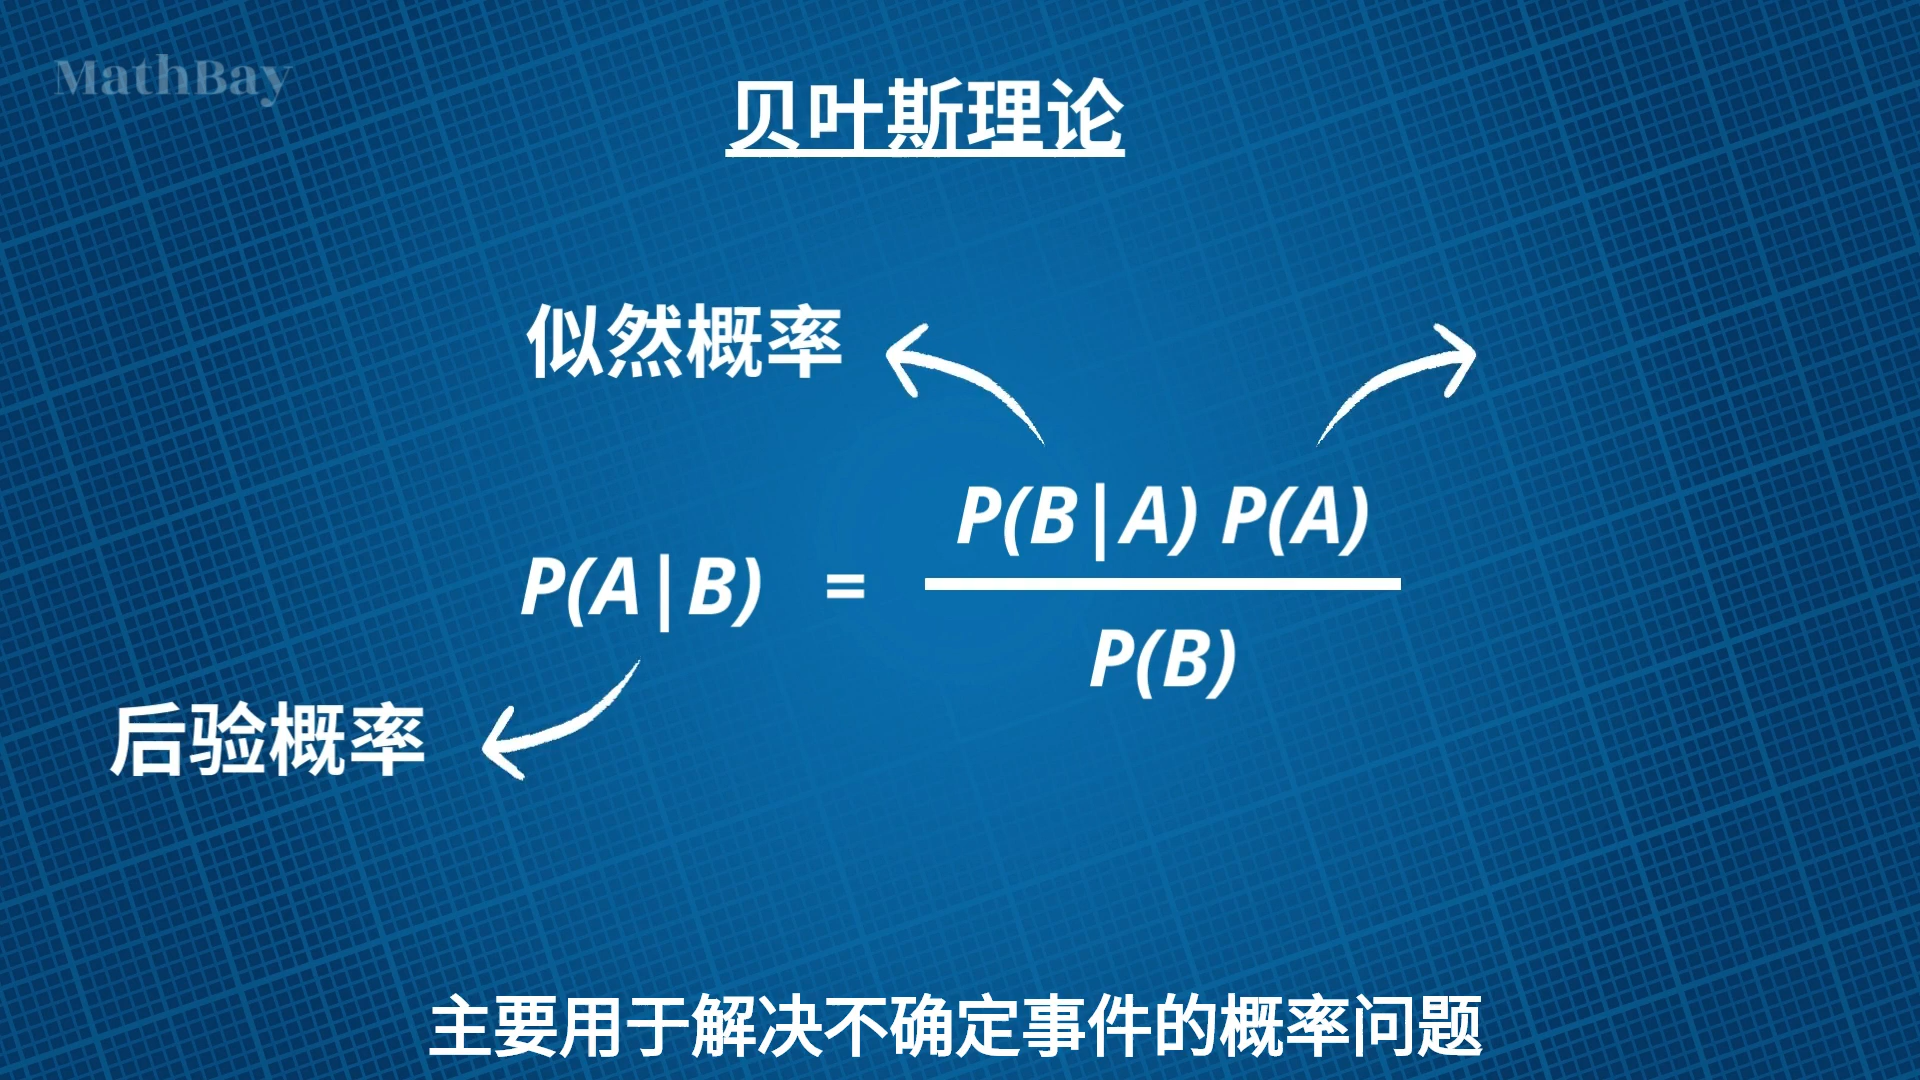 MathBay
贝叶斯理论
似然概率
P(B|A) P(A)
P(A|B) =
P(B)
后验概率
主要用于解决不确定事件的概率问题